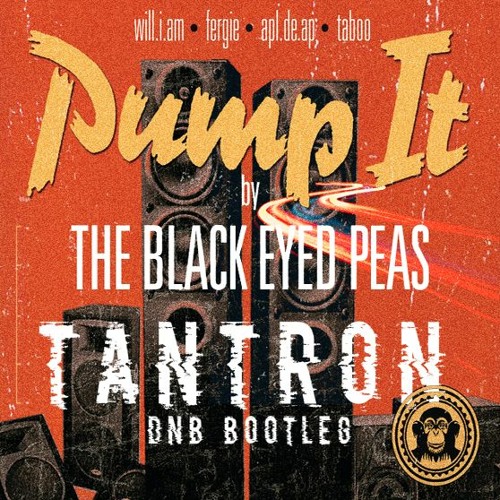 will.i.am • fergie • apl.de.ap • taboo
Pump It
by
THE BLACK EYED PEAS
TANTRON
DNB BOOTLEG